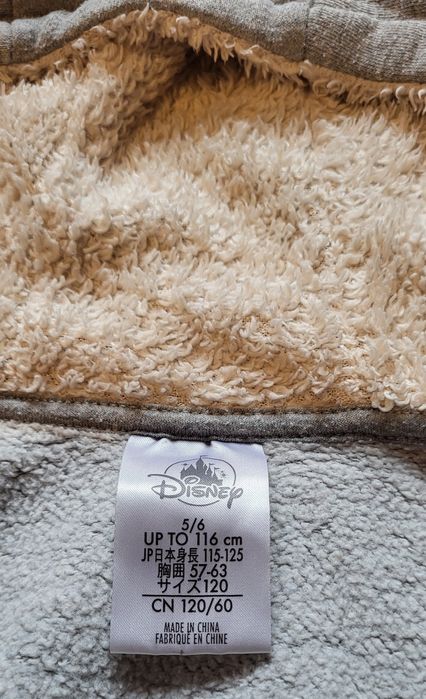 Disney
5/6
UP TO 116 cm
JP日本身長 115-125
胸囲 57-63
サイズ120
CN 120/60
MADE IN CHINA
FABRIQUÉ EN CHINE